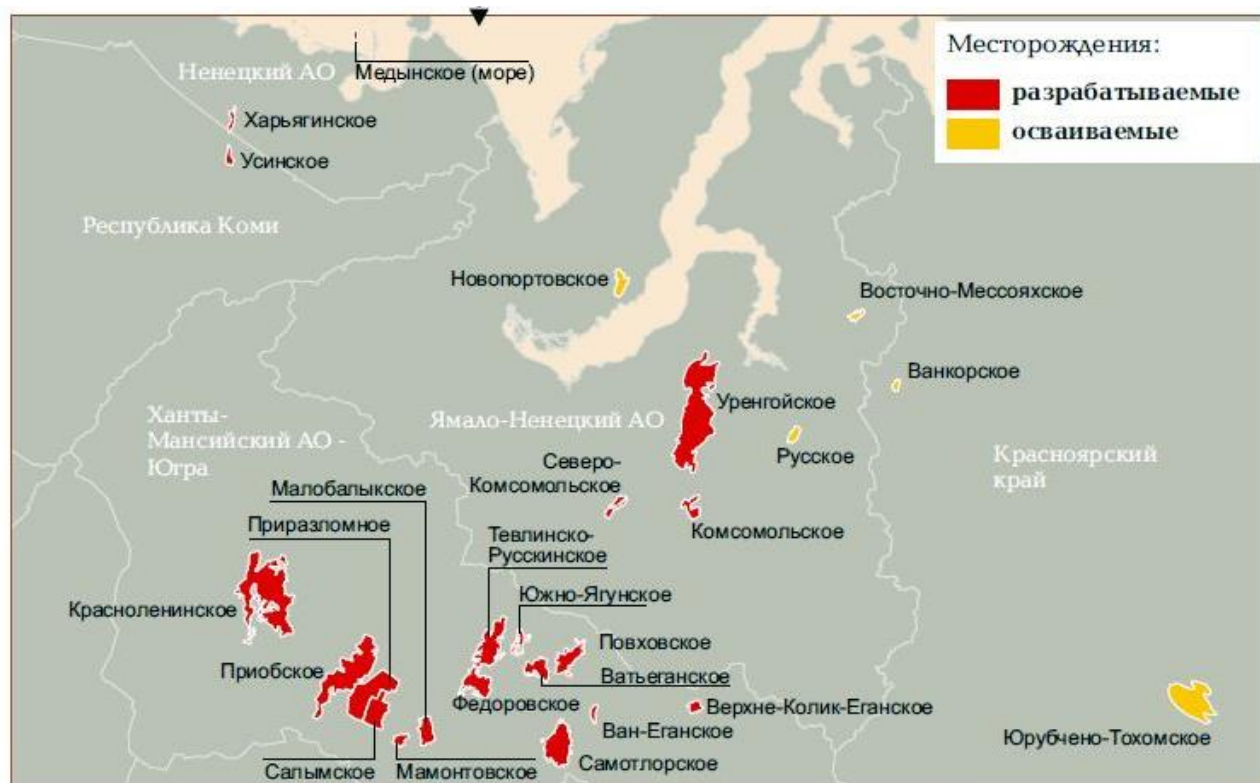 Месторождения:
разрабатываемые
осваиваемые
Ненецкий АО
Медынское (море)
Харьягинское
Усинское
Республика Коми
Новопортовское
Восточно-Мессояхское
Ванкорское
Уренгойское
Русское
Ямало-Ненецкий АО
Красноярский
край
Ханты-
Мансийский АО -
Югра
Северо-
Комсомольское
Комсомольское
Малобалыкское
Приразломное
Тевлинско-
Русскинское
Южно-Ягунское
Красноленинское
Повховское
Приобское
Ватьеганское
Федоровское
Верхне-Колик-Еганское
Ван-Еганское
Юрубчено-Тохомское
Самотлорское
Салымское
Мамонтовское